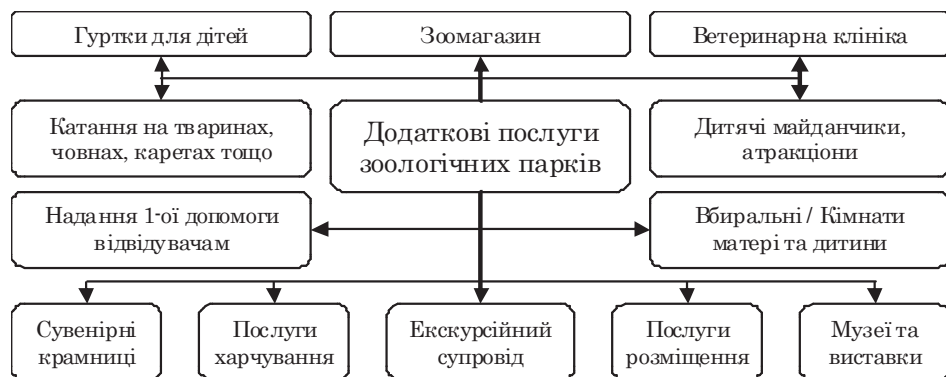 Гуртки для дітей
Зоомагазин
Ветеринарна клініка
Катання на тваринах,
човнах, каретах тощо
Додаткові послуги
зоологічних парків
Дитячі майданчики,
атракціони
Надання 1-ої допомоги
відвідувачам
Вбиральні / Кімнати
матері та дитини
Сувенірні
крамниці
Послуги
харчування
Екскурсійний
супровід
Послуги
розміщення
Музеї та
виставки